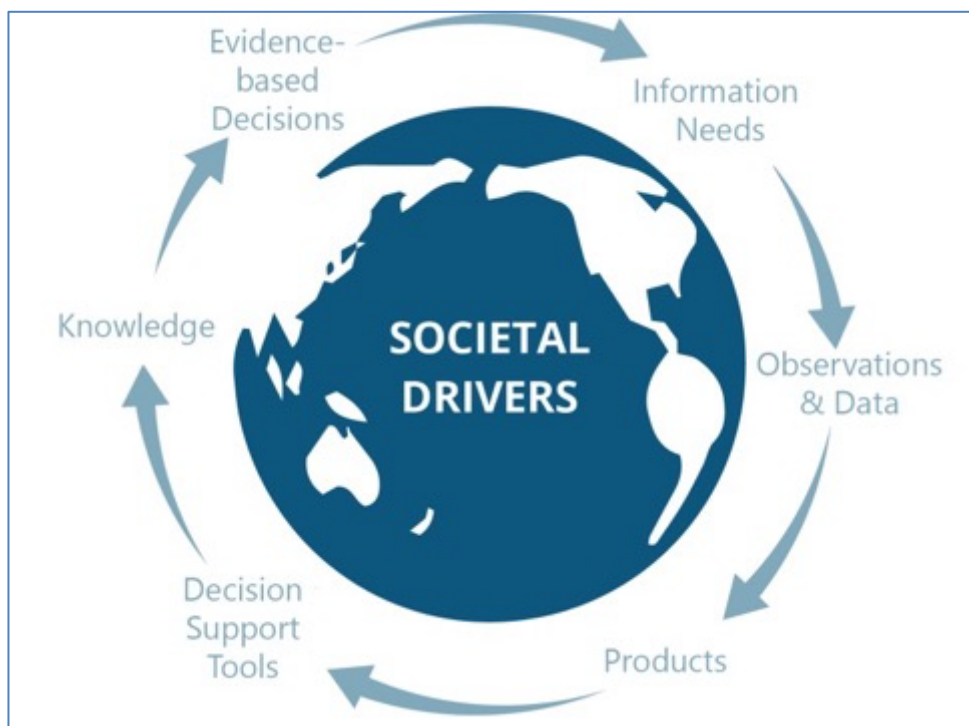 Evidence-
based
Decisions
Information
Needs
Observations
& Data
Products
Decision
Support
Tools
Knowledge
SOCIETAL
DRIVERS